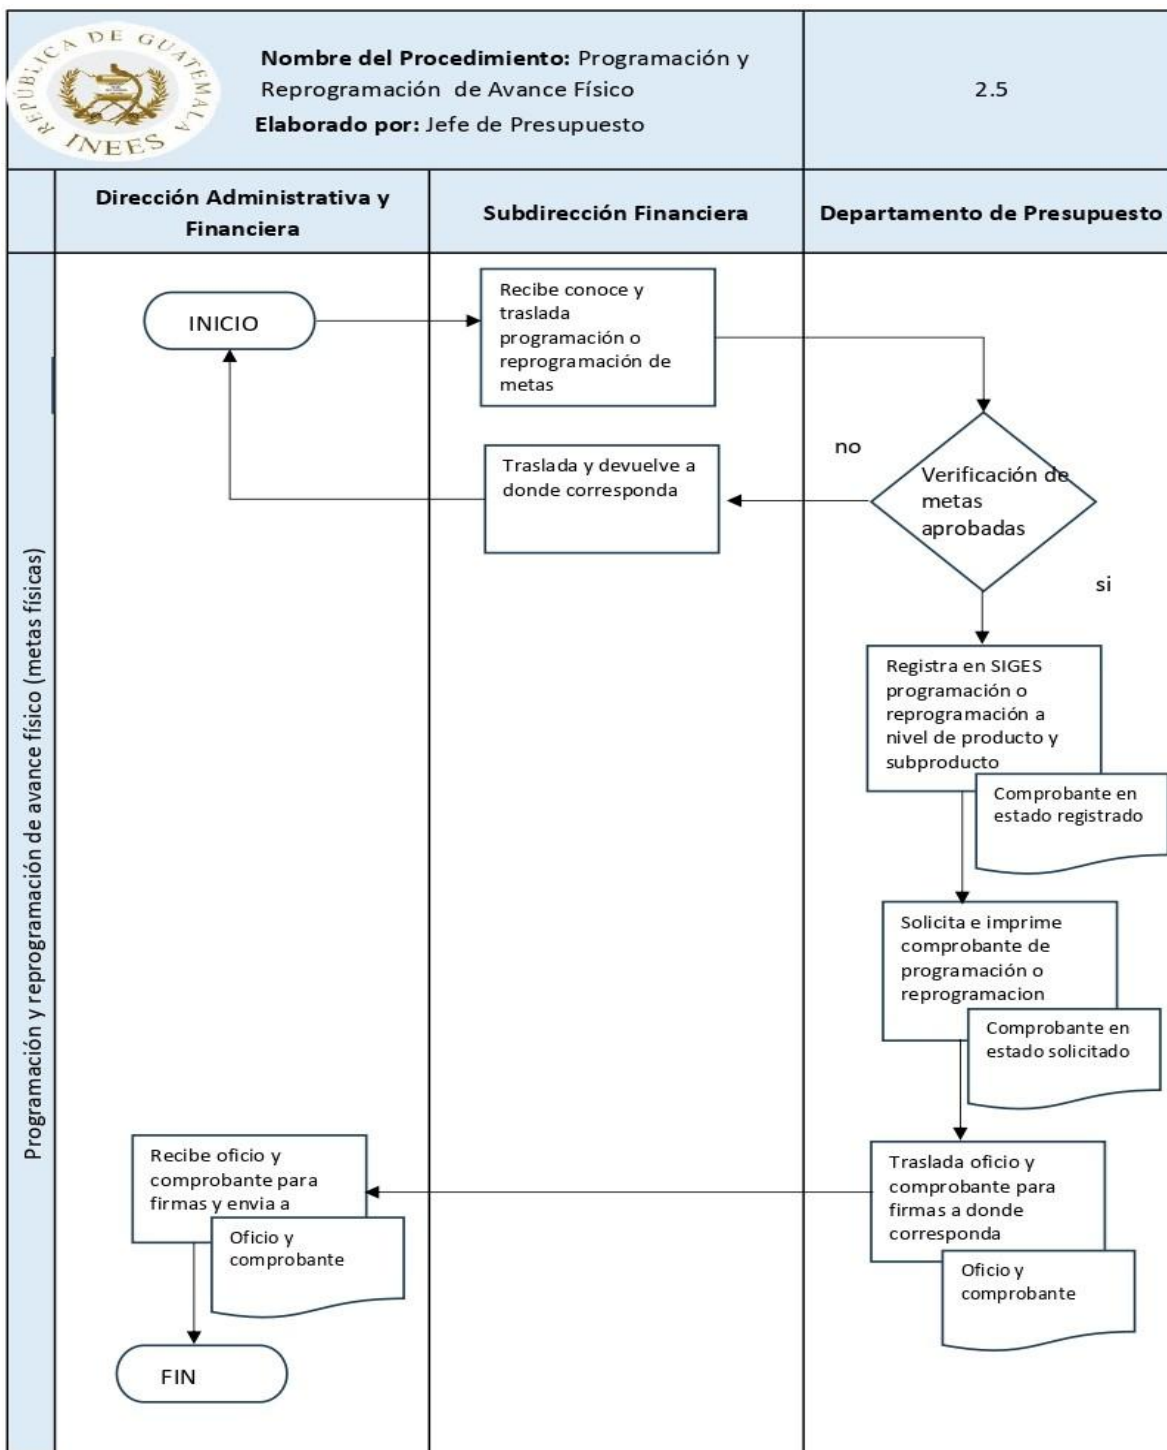 REPÚBLICA DE GUATEMALA
INEES
Nombre del Procedimiento: Programación y
Reprogramación de Avance Físico
Elaborado por: Jefe de Presupuesto
2.5
Dirección Administrativa y
Financiera
Subdirección Financiera
Departamento de Presupuesto
Programación y reprogramación de avance físico (metas físicas)
INICIO
Recibe conoce y
traslada
programación o
reprogramación de
metas
no
Verificación de
metas
aprobadas
Traslada y devuelve a
donde corresponda
si
Registra en SIGES
programación o
reprogramación a
nivel de producto y
subproducto
Comprobante en
estado registrado
Solicita e imprime
comprobante de
programación o
reprogramacion
Comprobante en
estado solicitado
Traslada oficio y
comprobante para
firmas a donde
corresponda
Oficio y
comprobante
Recibe oficio y
comprobante para
firmas y envia a
Oficio y
comprobante
FIN